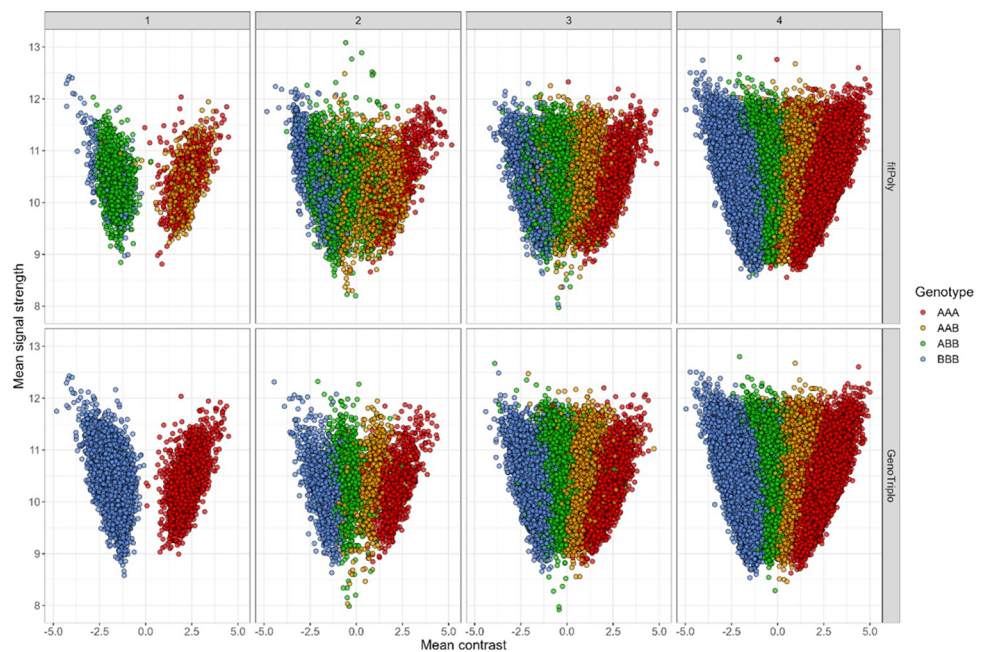 1 2 3 4
13
12
11
10
9
8
fitPoly
13
12
11
10
9
8
GenoTriplo
-5.0 -2.5 0.0 2.5 5.0 -5.0 -2.5 0.0 2.5 5.0 -5.0 -2.5 0.0 2.5 5.0 -5.0 -2.5 0.0 2.5 5.0
Mean contrast
Mean signal strength
Genotype
AAA
AAB
ABB
BBB